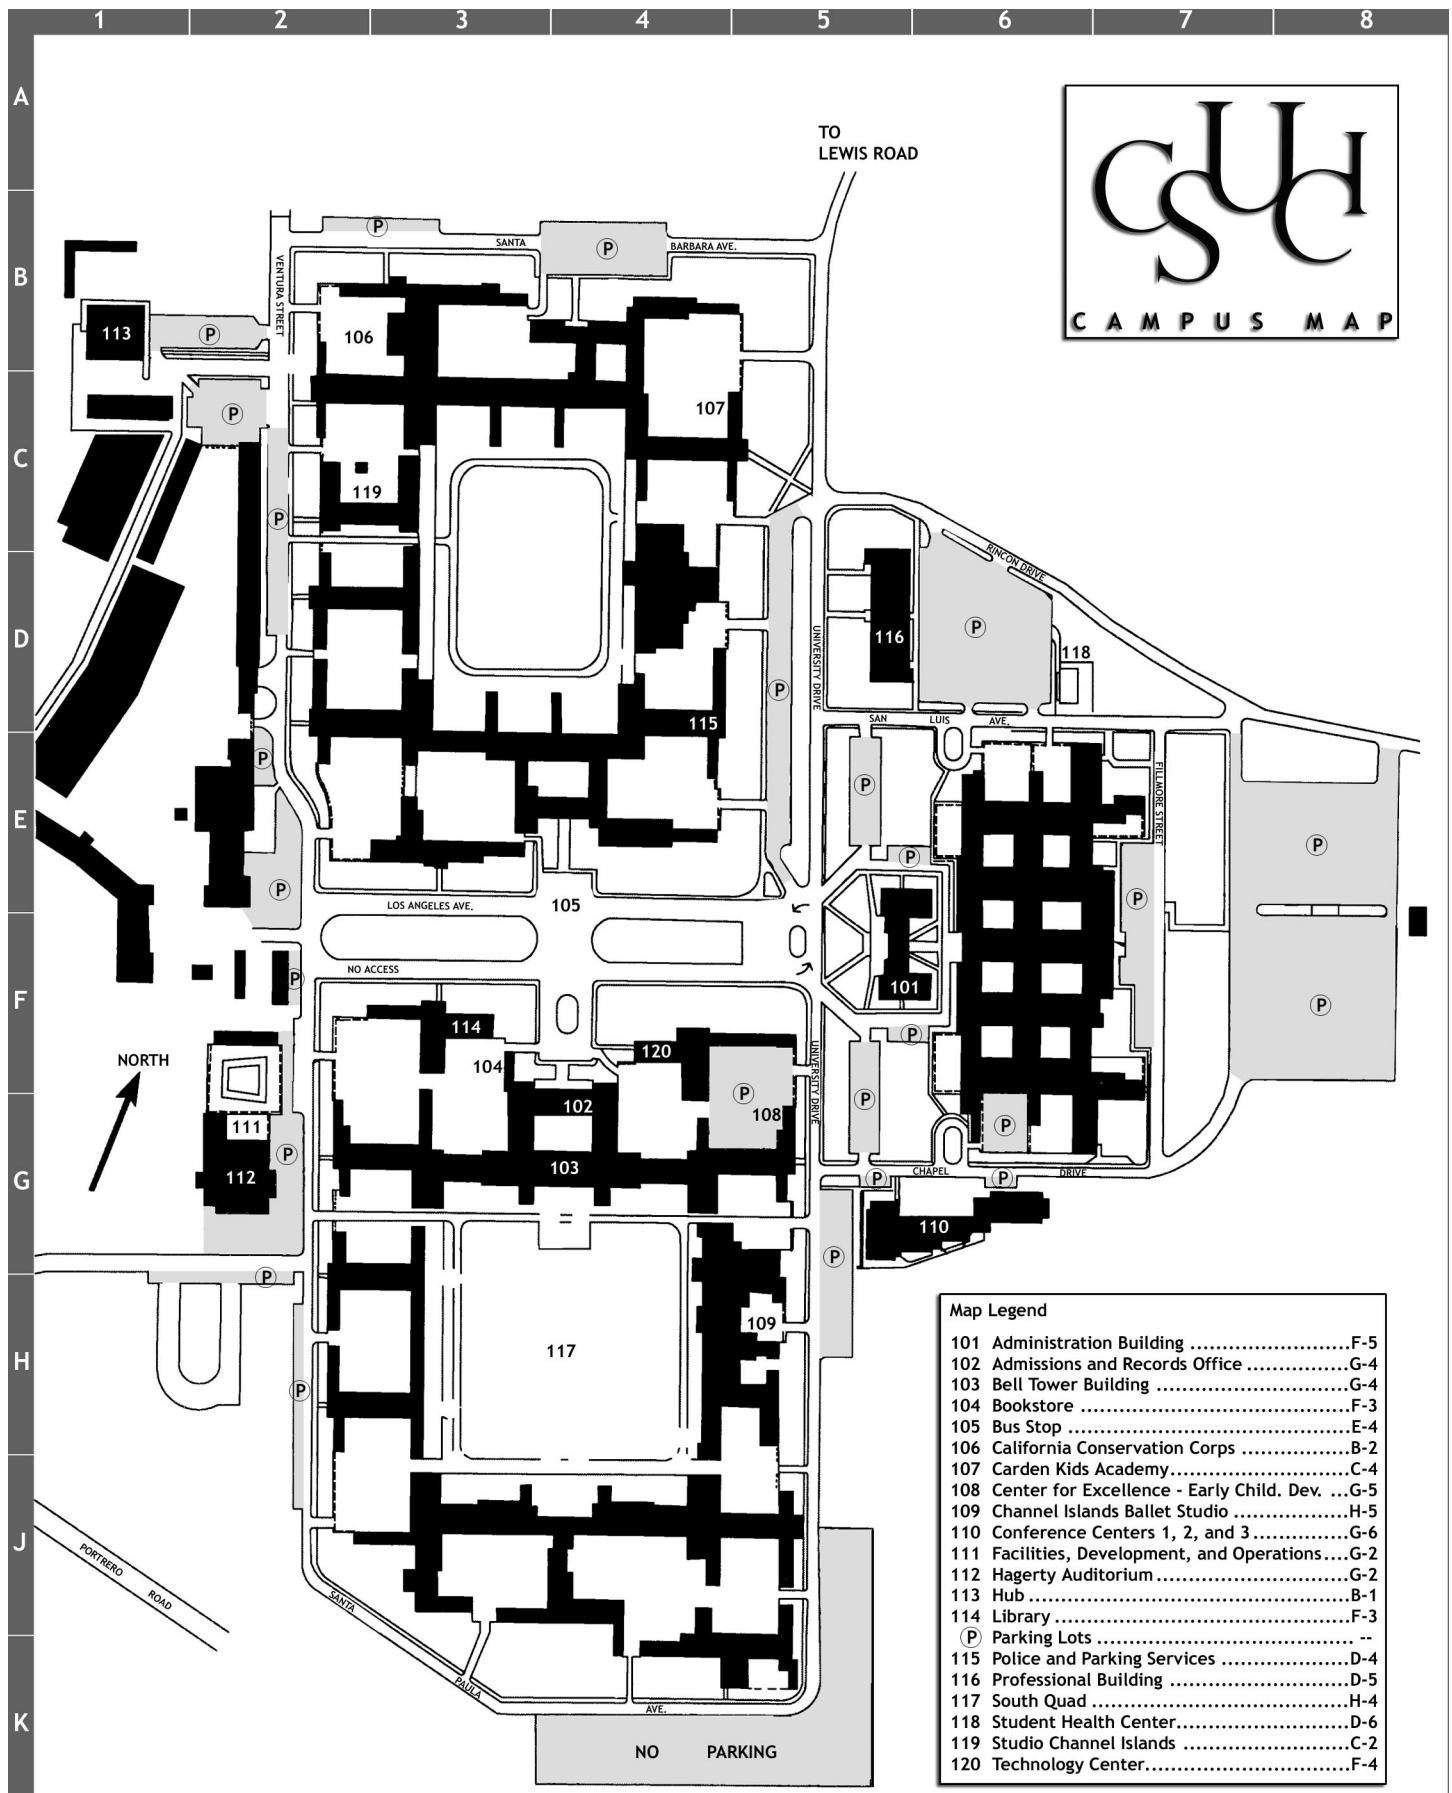 1 2 3 4 5 6 7 8
A
B
C
D
E
F
G
H
J
K
CSUCI
CAMPUS MAP
TO
LEWIS ROAD
P
SANTA
P
BARBARA AVE.
VENTURA STREET
113
P
106
P
107
119
P
RINCON DRIVE
P
116
UNIVERSITY DRIVE
118
P
115
SAN LUIS AVE.
P
P
FILLMORE STREET
P
P
P
P
LOS ANGELES AVE.
105
NO ACCESS
P
101
P
114
P
NORTH
104
120
UNIVERSITY DRIVE
P
102
108
P
P
111
P
112
103
P
CHAPEL
P
DRIVE
110
P
P
109
117
P
PORTRERO ROAD
SANTA
PAULA
AVE.
NO PARKING
Map Legend
101 Administration Building ..........................F-5
102 Admissions and Records Office .................G-4
103 Bell Tower Building ................................G-4
104 Bookstore .............................................F-3
105 Bus Stop ...............................................E-4
106 California Conservation Corps ..................B-2
107 Carden Kids Academy..............................C-4
108 Center for Excellence - Early Child. Dev. ...G-5
109 Channel Islands Ballet Studio ...................H-5
110 Conference Centers 1, 2, and 3................G-6
111 Facilities, Development, and Operations....G-2
112 Hagerty Auditorium ................................G-2
113 Hub .....................................................B-1
114 Library .................................................F-3
P Parking Lots .......................................... --
115 Police and Parking Services .....................D-4
116 Professional Building ..............................D-5
117 South Quad ...........................................H-4
118 Student Health Center.............................D-6
119 Studio Channel Islands ............................C-2
120 Technology Center..................................F-4